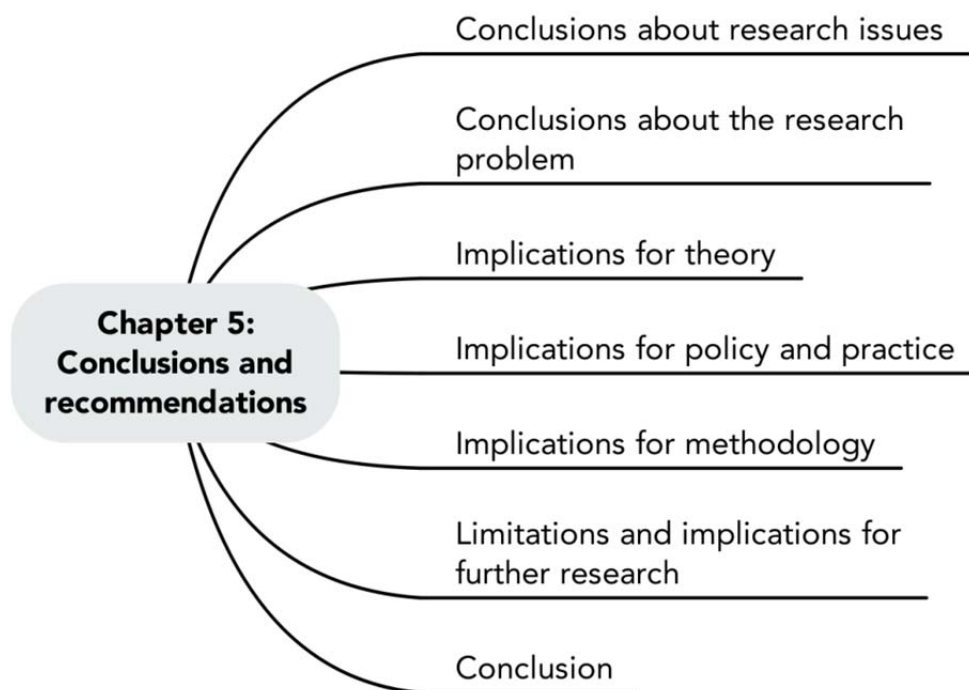 Conclusions about research issues
Conclusions about the research
problem
Implications for theory
Chapter 5:
Conclusions and
recommendations
Implications for policy and practice
Implications for methodology
Limitations and implications for
further research
Conclusion